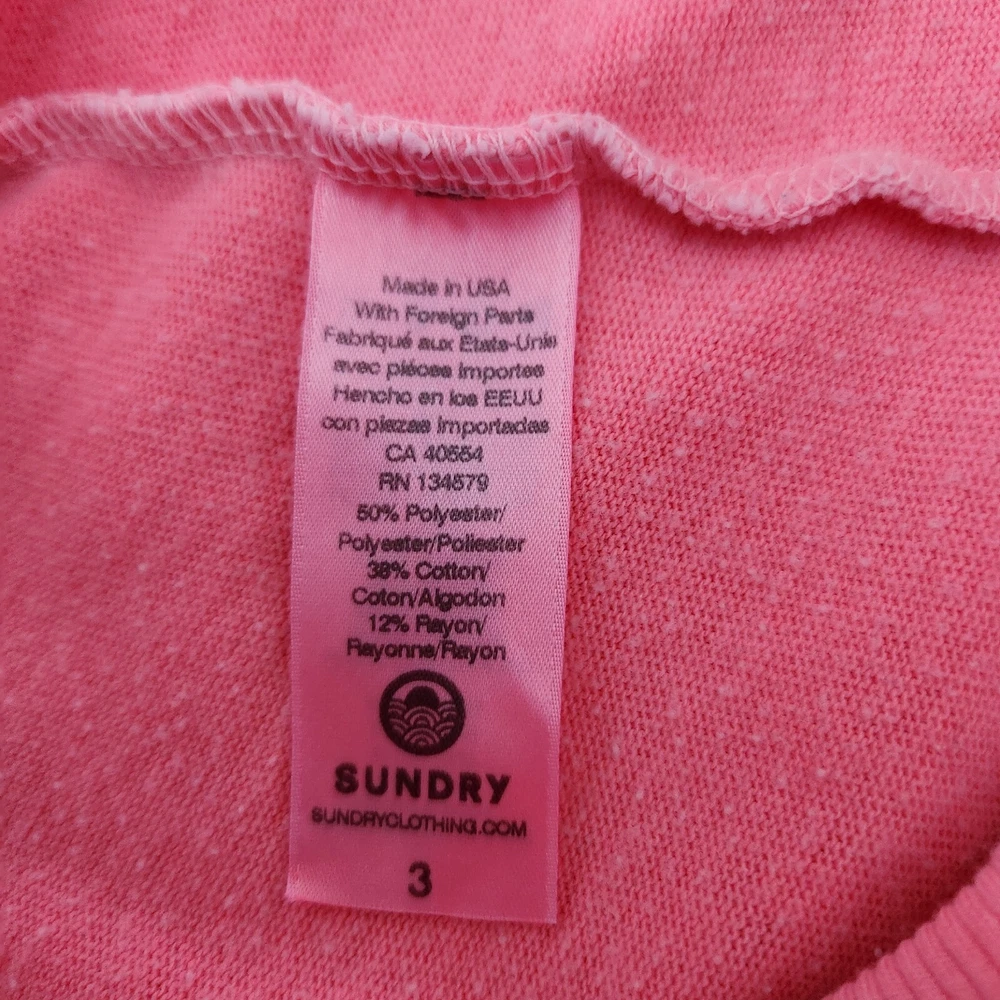 Made in USA
With Foreign Parts
Fabriqué aux États-Unis
avec pièces importes
Hencho en los EEUU
con piezas importadas
CA 40554
RN 134579
50% Polyester/
Polyester/Poliester
38% Cotton/
Coton/Algodon
12% Rayon/
Rayonne/Rayon
SUNDRY
SUNDRYCLOTHING.COM
3